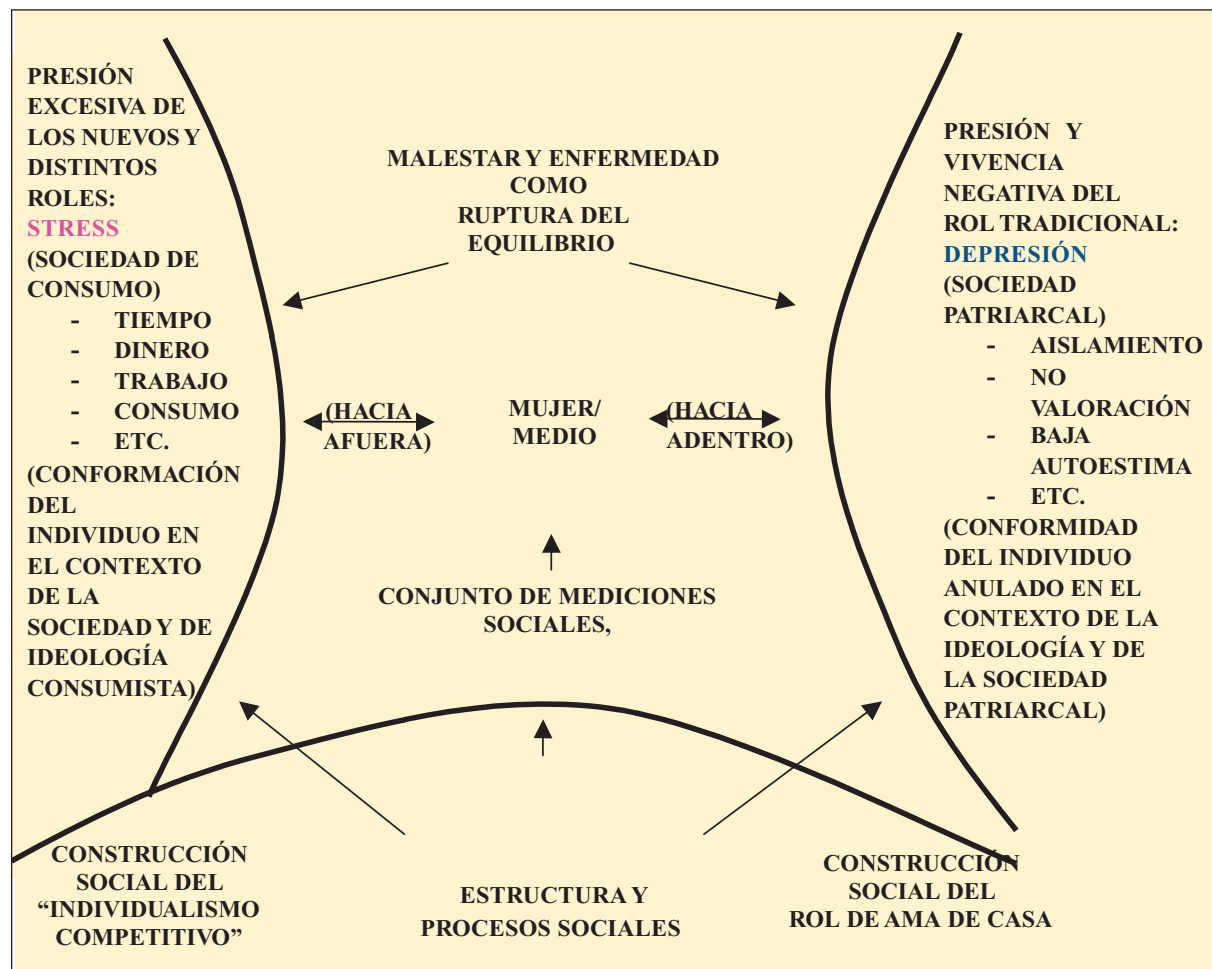 PRESIÓN
EXCESIVA DE
LOS NUEVOS Y
DISTINTOS
ROLES:
STRESS
(SOCIEDAD DE
CONSUMO)
- TIEMPO
- DINERO
- TRABAJO
- CONSUMO
- ETC.
(CONFORMACIÓN
DEL
INDIVIDUO EN
EL CONTEXTO
DE LA
SOCIEDAD Y DE
IDEOLOGÍA
CONSUMISTA)
MALESTAR Y ENFERMEDAD
COMO
RUPTURA DEL
EQUILIBRIO
(HACIA
AFUERA)
MUJER/
MEDIO
(HACIA
ADENTRO)
CONJUNTO DE MEDICIONES
SOCIALES,
PRESIÓN Y
VIVENCIA
NEGATIVA DEL
ROL TRADICIONAL:
DEPRESIÓN
(SOCIEDAD
PATRIARCAL)
- AISLAMIENTO
- NO
VALORACIÓN
- BAJA
AUTOESTIMA
- ETC.
(CONFORMIDAD
DEL INDIVIDUO
ANULADO EN EL
CONTEXTO DE LA
IDEOLOGÍA Y DE
LA SOCIEDAD
PATRIARCAL)
CONSTRUCCIÓN
SOCIAL DEL
“INDIVIDUALISMO
COMPETITIVO”
ESTRUCTURA Y
PROCESOS SOCIALES
CONSTRUCCIÓN
SOCIAL DEL
ROL DE AMA DE CASA